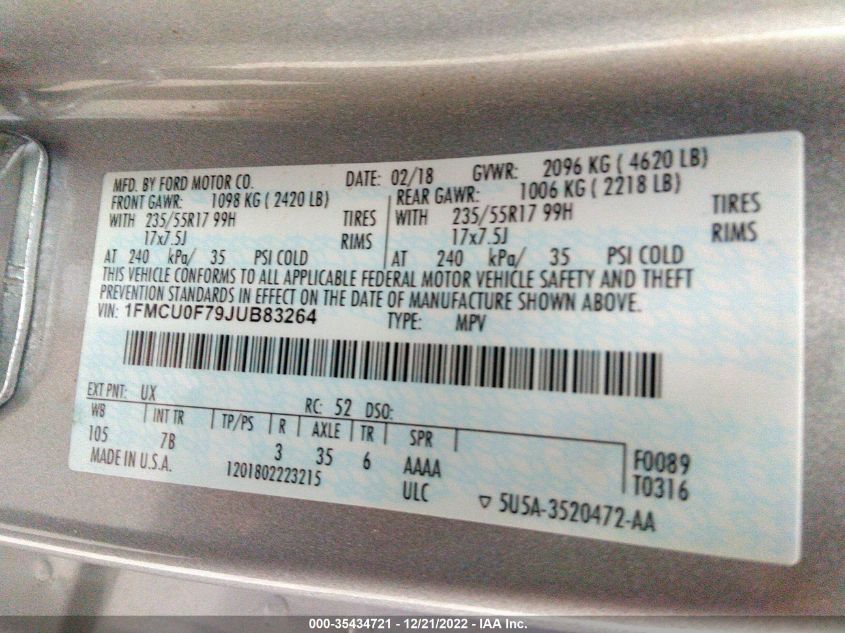 MFD. BY FORD MOTOR CO. DATE: 02/18 GVWR: 2096 KG ( 4620 LB)
FRONT GAWR: 1098 KG ( 2420 LB) REAR GAWR: 1006 KG ( 2218 LB)
WITH 235/55R17 99H TIRES WITH 235/55R17 99H TIRES
17x7.5J RIMS 17x7.5J RIMS
AT 240 kPa/ 35 PSI COLD AT 240 kPa/ 35 PSI COLD
THIS VEHICLE CONFORMS TO ALL APPLICABLE FEDERAL MOTOR VEHICLE SAFETY AND THEFT
PREVENTION STANDARDS IN EFFECT ON THE DATE OF MANUFACTURE SHOWN ABOVE.
VIN: 1FMCU0F79JUB83264 TYPE: MPV
EXT PNT: UX RC: 52 DSO:
WB INT TR TP/PS R AXLE TR SPR
105 7B 3 35 6 AAAA F0089
MADE IN U.S.A. 1201802223215 ULC T0316
▽ 5U5A-3520472-AA
000-35434721 - 12/21/2022 - IAA Inc.